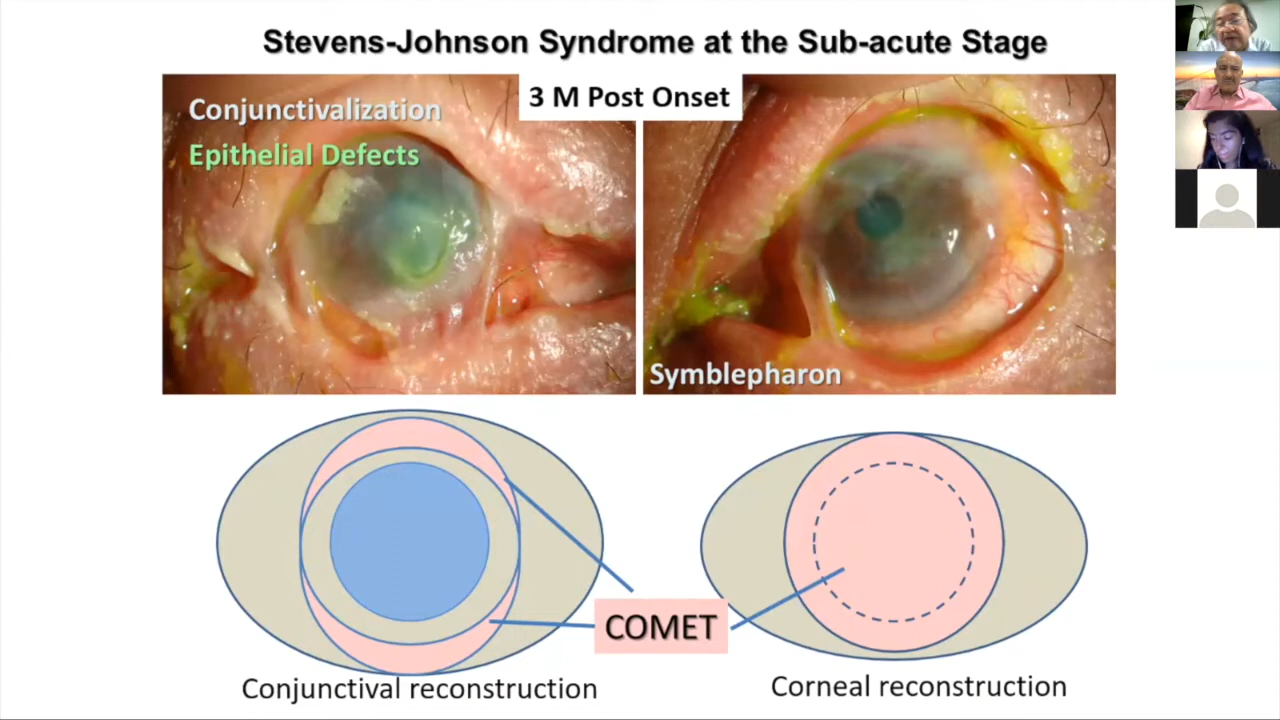 Stevens-Johnson Syndrome at the Sub-acute Stage
3 M Post Onset
Conjunctivalization
Epithelial Defects
Symblepharon
COMET
Conjunctival reconstruction
Corneal reconstruction